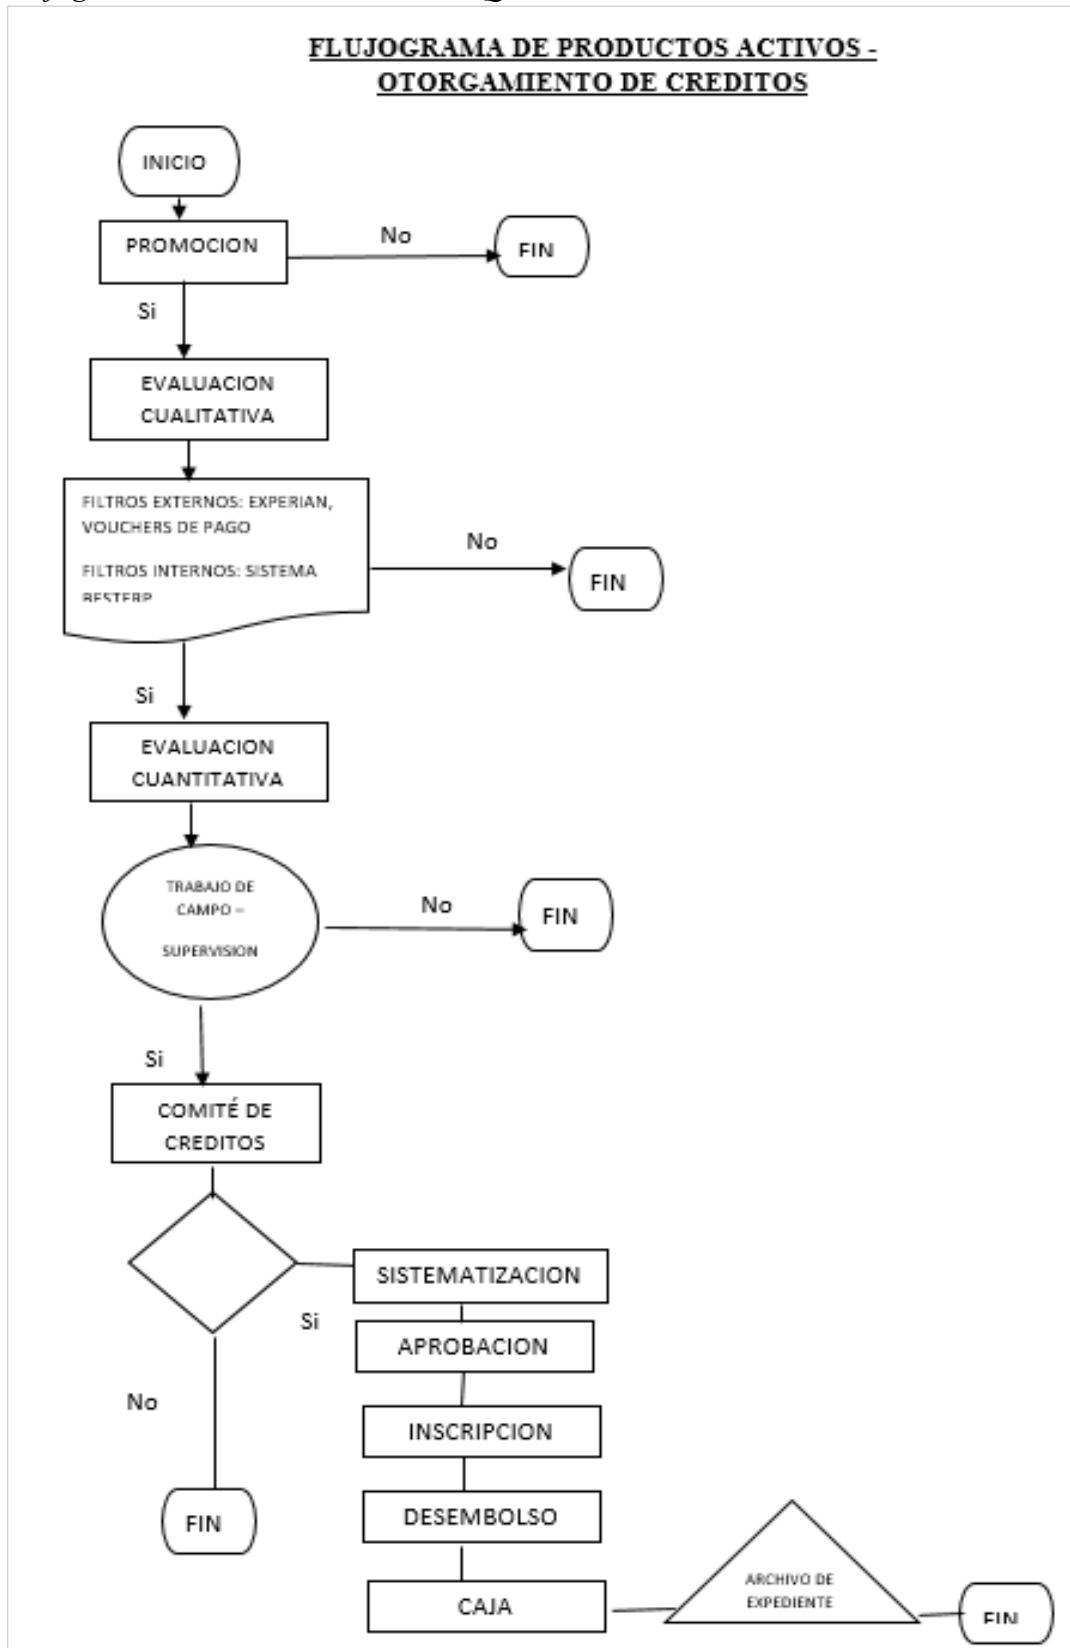 FLUJOGRAMA DE PRODUCTOS ACTIVOS -
OTORGAMIENTO DE CREDITOS
INICIO
PROMOCION
No
FIN
Si
EVALUACION
CUALITATIVA
FILTROS EXTERNOS: EXPERIAN,
VOUCHERS DE PAGO
FILTROS INTERNOS: SISTEMA
BESTERP
No
FIN
Si
EVALUACION
CUANTITATIVA
TRABAJO DE
CAMPO –
SUPERVISION
No
FIN
Si
COMITÉ DE
CREDITOS
SISTEMATIZACION
Si
APROBACION
No
INSCRIPCION
FIN
DESEMBOLSO
CAJA
ARCHIVO DE
EXPEDIENTE
FIN